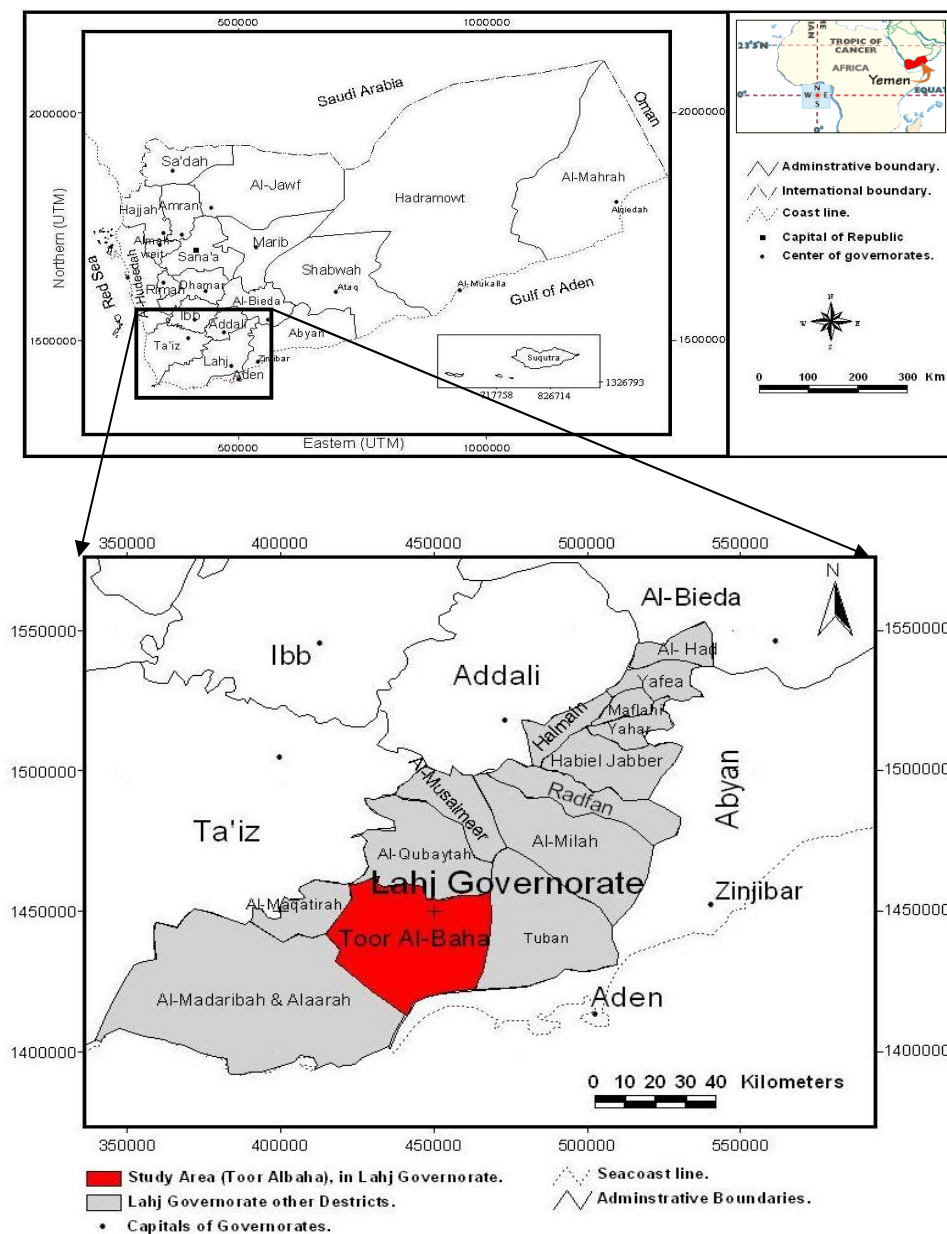 500000
1000000
2000000
2000000
1500000
1500000
Northern (UTM)
Saudi Arabia
Oman
Sa'dah
Al-Jawf
Al-Mahrah
Hadramowt
Hajjah
Amran
Alqiedah
Marib
Sana'a
Shabwah
Ataq
Al-Mukalla
Gulf of Aden
Red Sea
Al-Hudeedah
Rimah
Dhamar
Al-Bieda
Ibb
Addali
Abyan
Ta'iz
Lahj
Zinjibar
Aden
Suqutra
1326793
717758
826714
500000
1000000
Eastern (UTM)
23°5'N
TROPIC OF
CANCER
AFRICA
Yemen
0°
N
W
E
S
EQUAT
0°
Adminstrative boundary.
International boundary.
Coast line.
Capital of Republic
Center of governorates.
0 100 200 300 Km
350000
400000
450000
500000
550000
N
1550000
1550000
1500000
1500000
1450000
1450000
1400000
1400000
Al-Bieda
Ibb
Addali
Al- Had
Yafea
Maflahi
Yahar
Halmain
Habiel Jabber
Radfan
Al-Musaimeer
Abyan
Ta'iz
Al-Milah
Al-Qubaytah
Lahj Governorate
Zinjibar
Al-Maqatirah
Toor Al-Baha
Tuban
Al-Madaribah & Alaarah
Aden
0 10 20 30 40 Kilometers
350000
400000
450000
500000
550000
Study Area (Toor Albaha), in Lahj Governorate.
Lahj Governorate other Destricts.
Capitals of Governorates.
Seacoast line.
Adminstrative Boundaries.